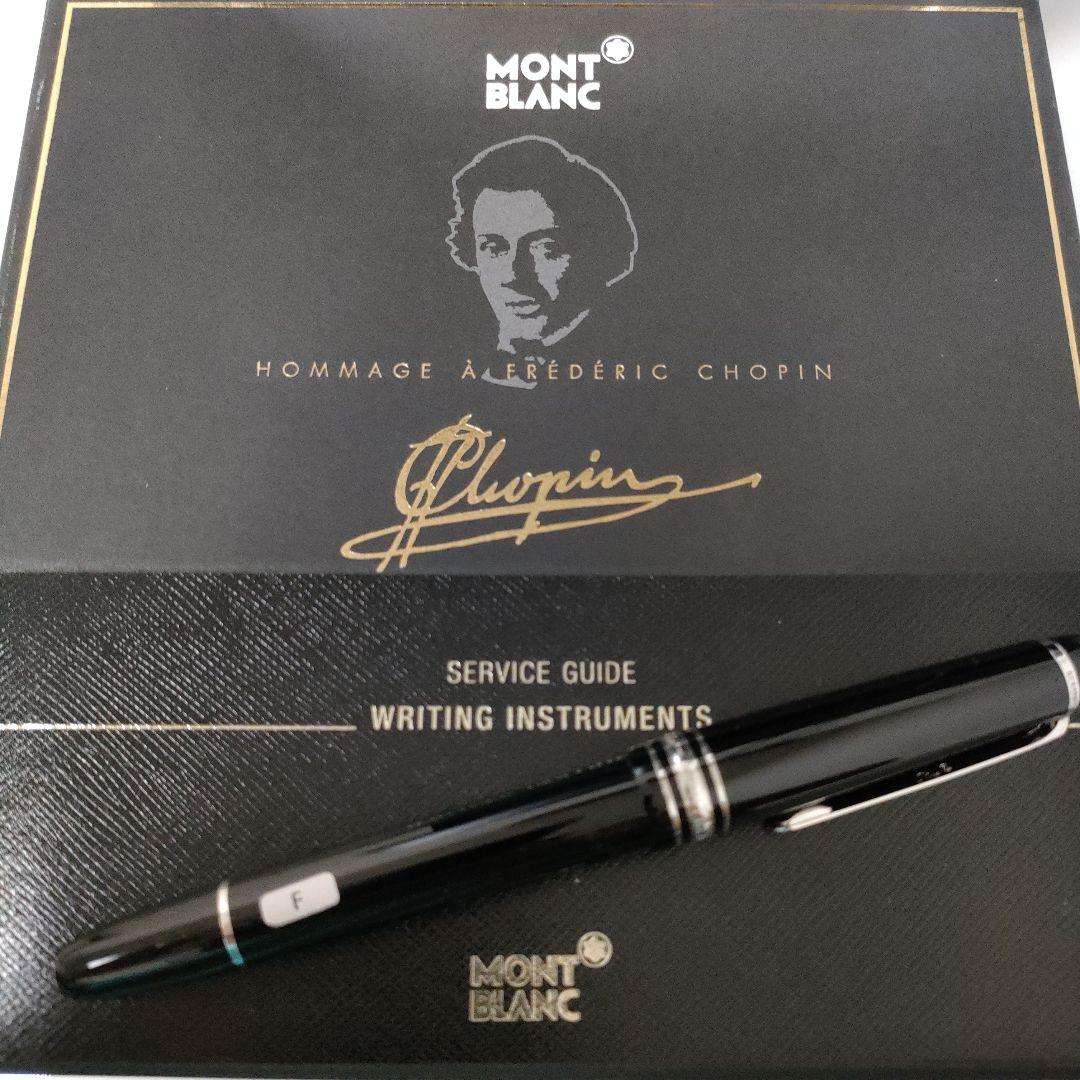 MONT
BLANC
HOMMAGE À FRÉDÉRIC CHOPIN
Chopin
SERVICE GUIDE
WRITING INSTRUMENTS
F
MONT
BLANC